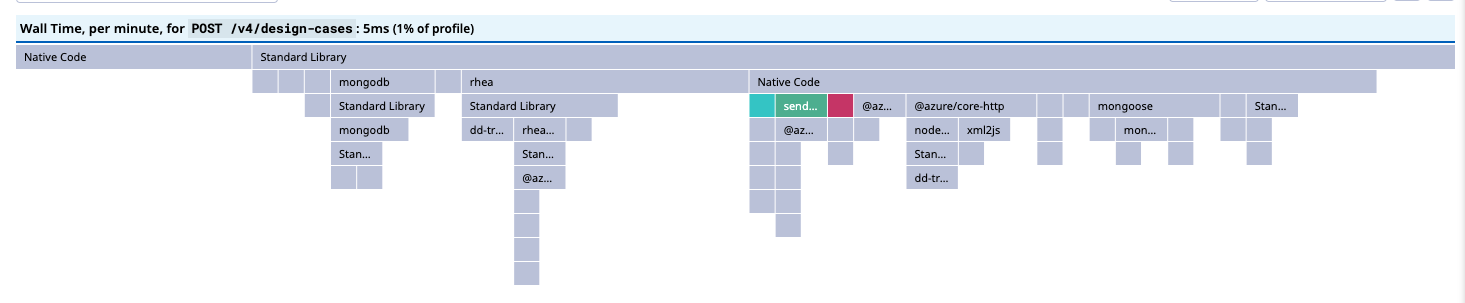 Wall Time, per minute, for POST /v4/design-cases: 5ms (1% of profile)
Native Code Standard Library
mongodb rhea Native Code
Standard Library Standard Library send... @az... @azure/core-http mongoose Stan...
mongodb dd-tr... rhea... @az... node... xml2js mon...
Stan... Stan... Stan...
@az... dd-tr...